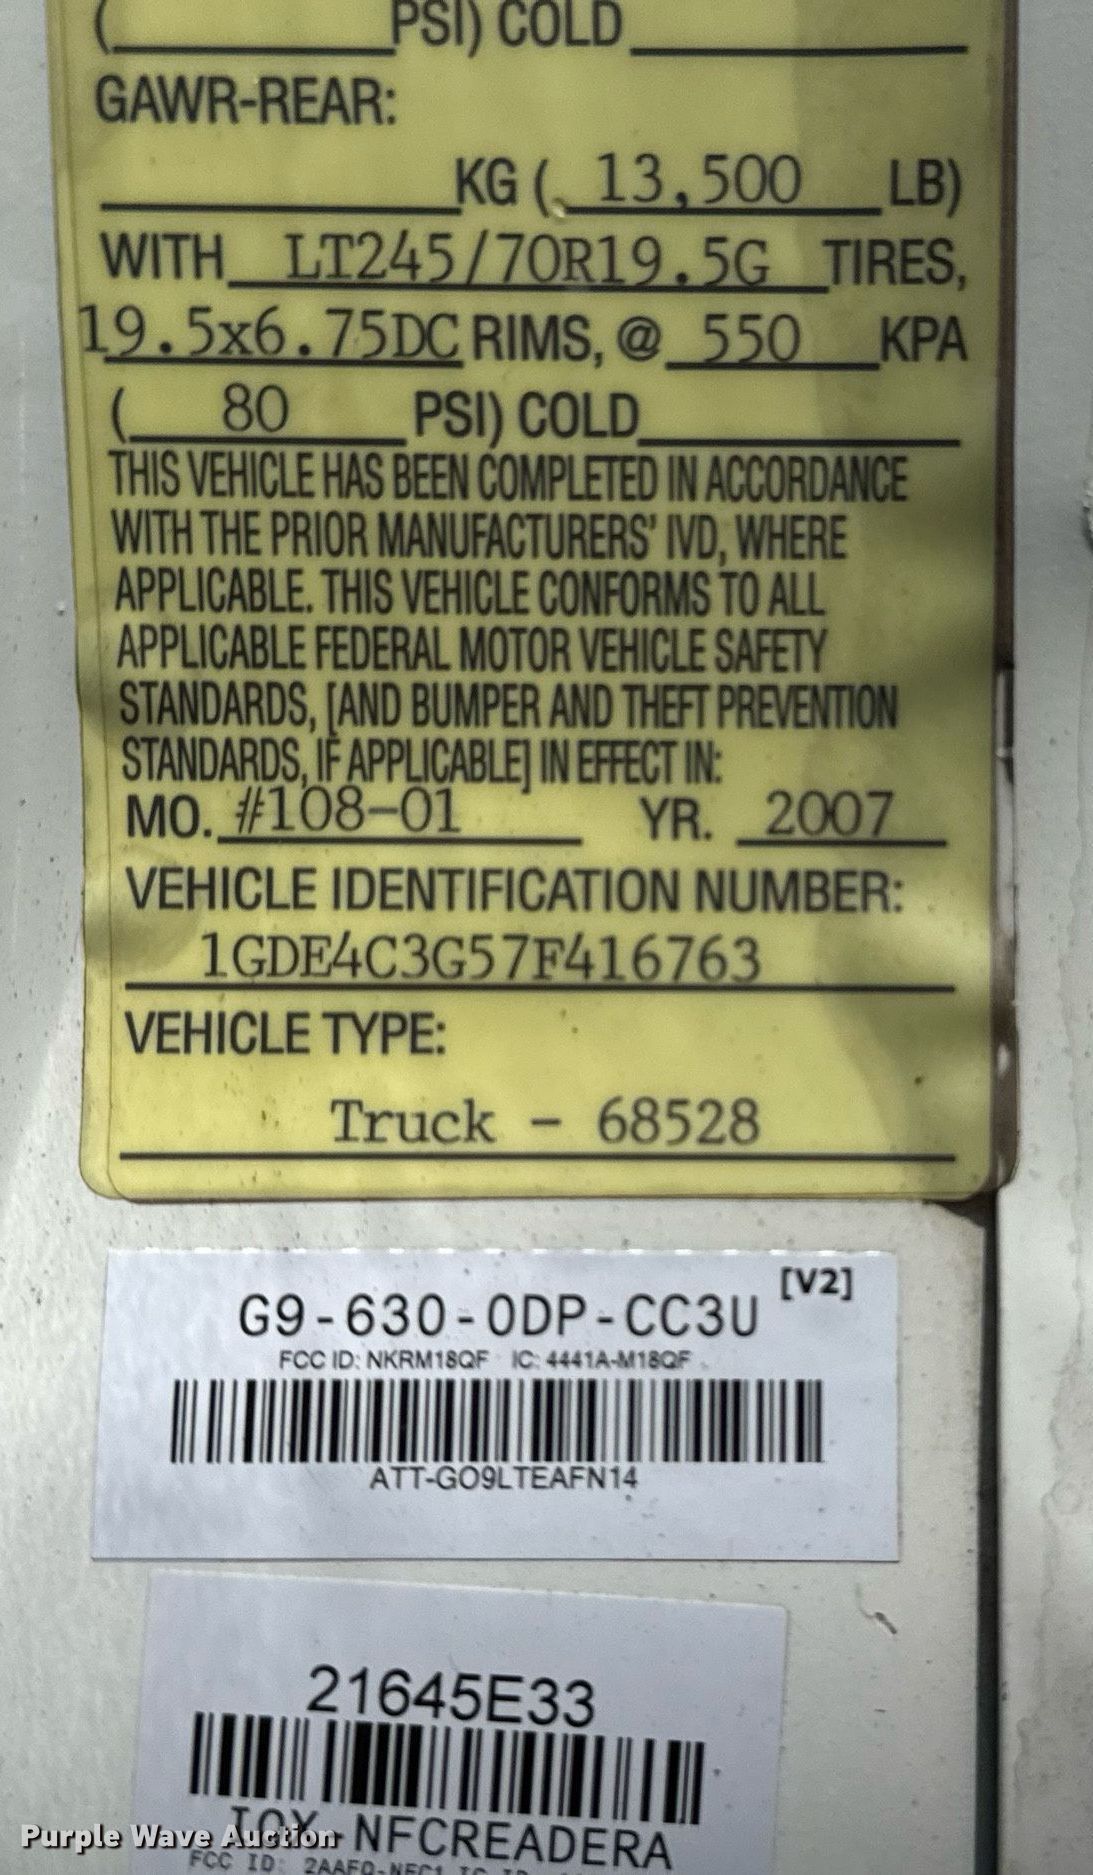 ( PSI) COLD
GAWR-REAR:
KG ( 13,500 LB)
WITH LT245/70R19.5G TIRES,
19.5x6.75DC RIMS, @ 550 KPA
( 80 PSI) COLD
THIS VEHICLE HAS BEEN COMPLETED IN ACCORDANCE
WITH THE PRIOR MANUFACTURERS' IVD, WHERE
APPLICABLE. THIS VEHICLE CONFORMS TO ALL
APPLICABLE FEDERAL MOTOR VEHICLE SAFETY
STANDARDS, [AND BUMPER AND THEFT PREVENTION
STANDARDS, IF APPLICABLE] IN EFFECT IN:
MO. #108-01 YR. 2007
VEHICLE IDENTIFICATION NUMBER:
1GDE4C3G57F416763
VEHICLE TYPE:
Truck - 68528
G9-630-0DP-CC3U [V2]
FCC ID: NKRM18QF IC: 4441A-M18QF
ATT-GO9LTEAFN14
21645E33
IOX-NFCREADERA
Purple Wave Auction
FCC ID: